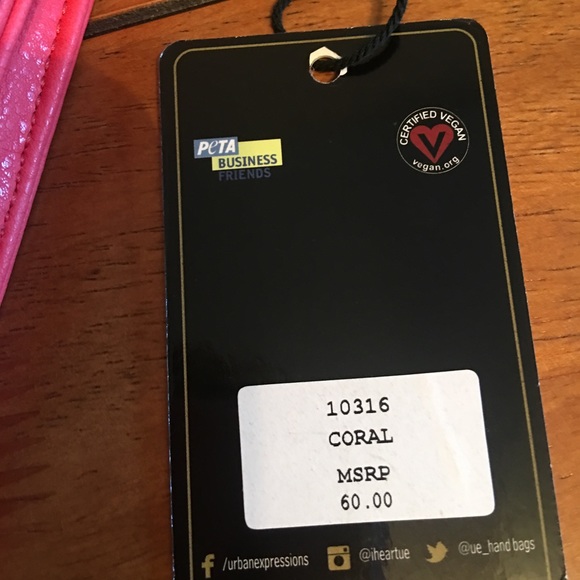 PeTA
BUSINESS
FRIENDS
CERTIFIED VEGAN
V
vegan.org
10316
CORAL
MSRP
60.00
f /urbanexpressions @iheartue @ue_handbags